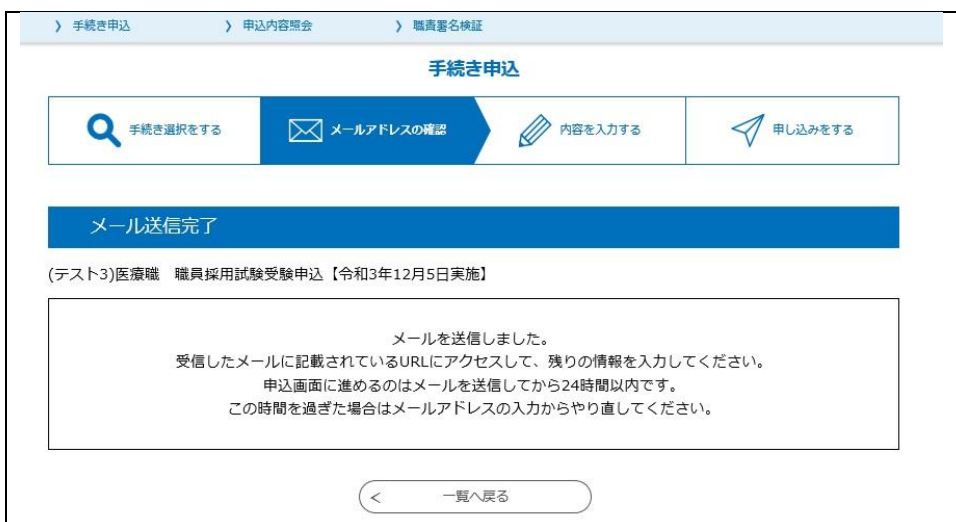 〉 手続き申込 〉 申込内容照会 〉 職責署名検証
手続き申込
手続き選択をする メールアドレスの確認 内容を入力する 申し込みをする
メール送信完了
(テスト3)医療職　職員採用試験受験申込【令和3年12月5日実施】
メールを送信しました。
受信したメールに記載されているURLにアクセスして、残りの情報を入力してください。
申込画面に進めるのはメールを送信してから24時間以内です。
この時間を過ぎた場合はメールアドレスの入力からやり直してください。
< 一覧へ戻る